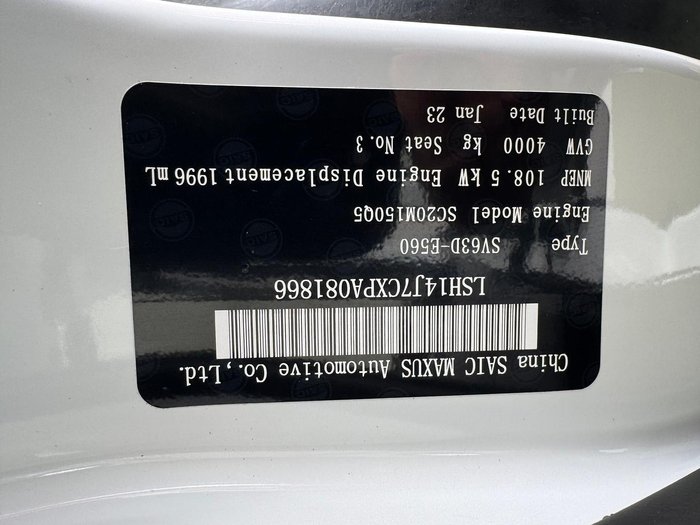 China SAIC MAXUS Automotive Co.,Ltd.
LSH14J7CXPA081866
Type SV63D-E560
Engine Model SC20M150Q5
MNEP 108.5 kW Engine Displacement 1996 mL
GVW 4000 kg Seat No.3
Built Date Jan 23